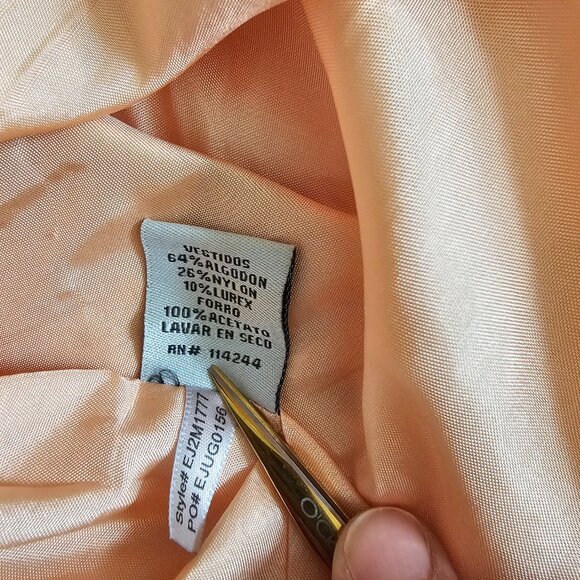 VESTIDOS
64%ALGODON
26%NYLON
10%LUREX
FORRO
100%ACETATO
LAVAR EN SECO
RN# 114244
Style# EJ2M1777
PO# EJUG0156